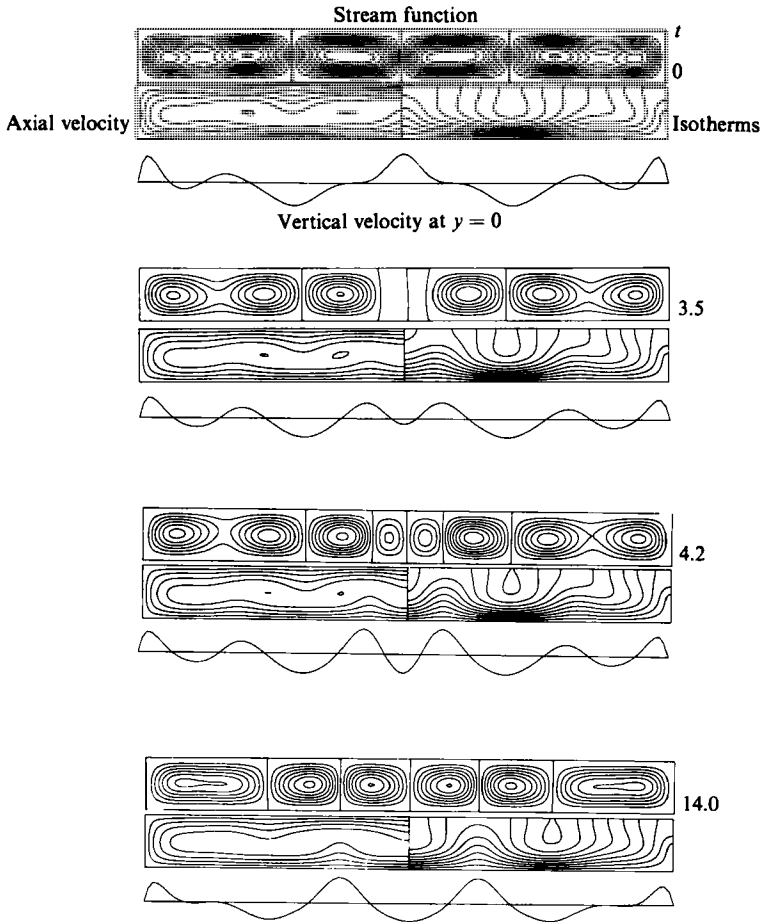 Stream function
t
0
Axial velocity
Isotherms
Vertical velocity at y = 0
3.5
4.2
14.0